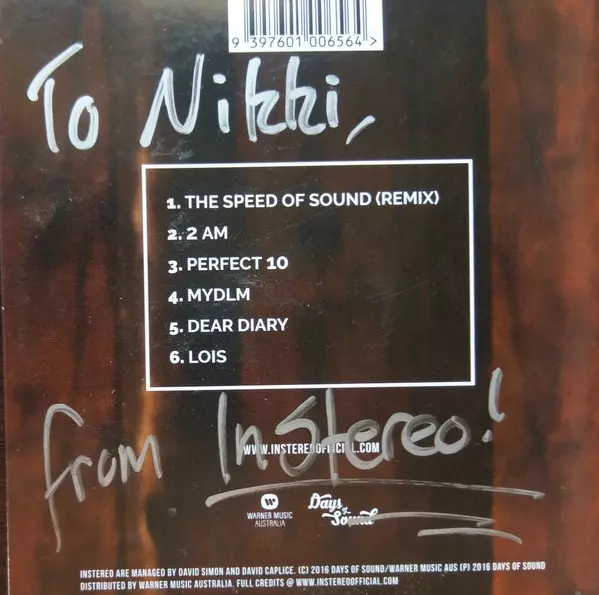 9 397601 006564 >
To Nikki,
1. THE SPEED OF SOUND (REMIX)
2. 2 AM
3. PERFECT 10
4. MYDLM
5. DEAR DIARY
6. LOIS
from InStereo!
WWW.INSTEREOOFFICIAL.COM
WARNER MUSIC
AUSTRALIA
Days
of
Sound
INSTEREO ARE MANAGED BY DAVID SIMON AND DAVID CAPLICE. (C) 2016 DAYS OF SOUND/WARNER MUSIC AUS (P) 2016 DAYS OF SOUND
DISTRIBUTED BY WARNER MUSIC AUSTRALIA. FULL CREDITS @ WWW.INSTEREOOFFICIAL.COM